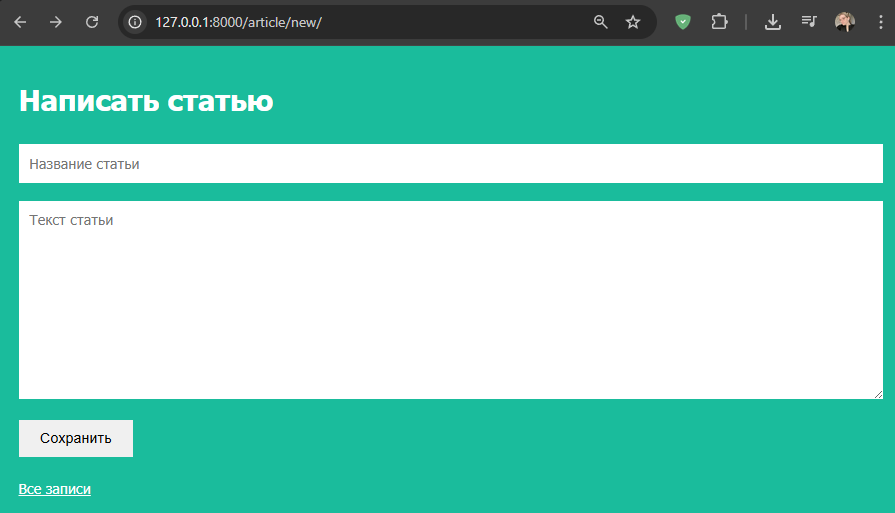 127.0.0.1:8000/article/new/
Написать статью
Название статьи
Текст статьи
Сохранить
Все записи